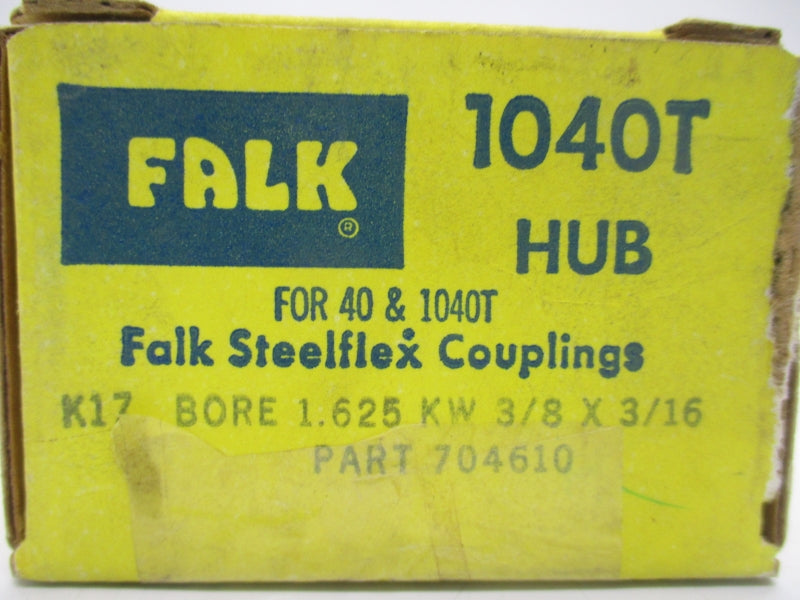 FALK ®
1040T
HUB
FOR 40 & 1040T
Falk Steelflex Couplings
K17 BORE 1.625 KW 3/8 X 3/16
PART 704610